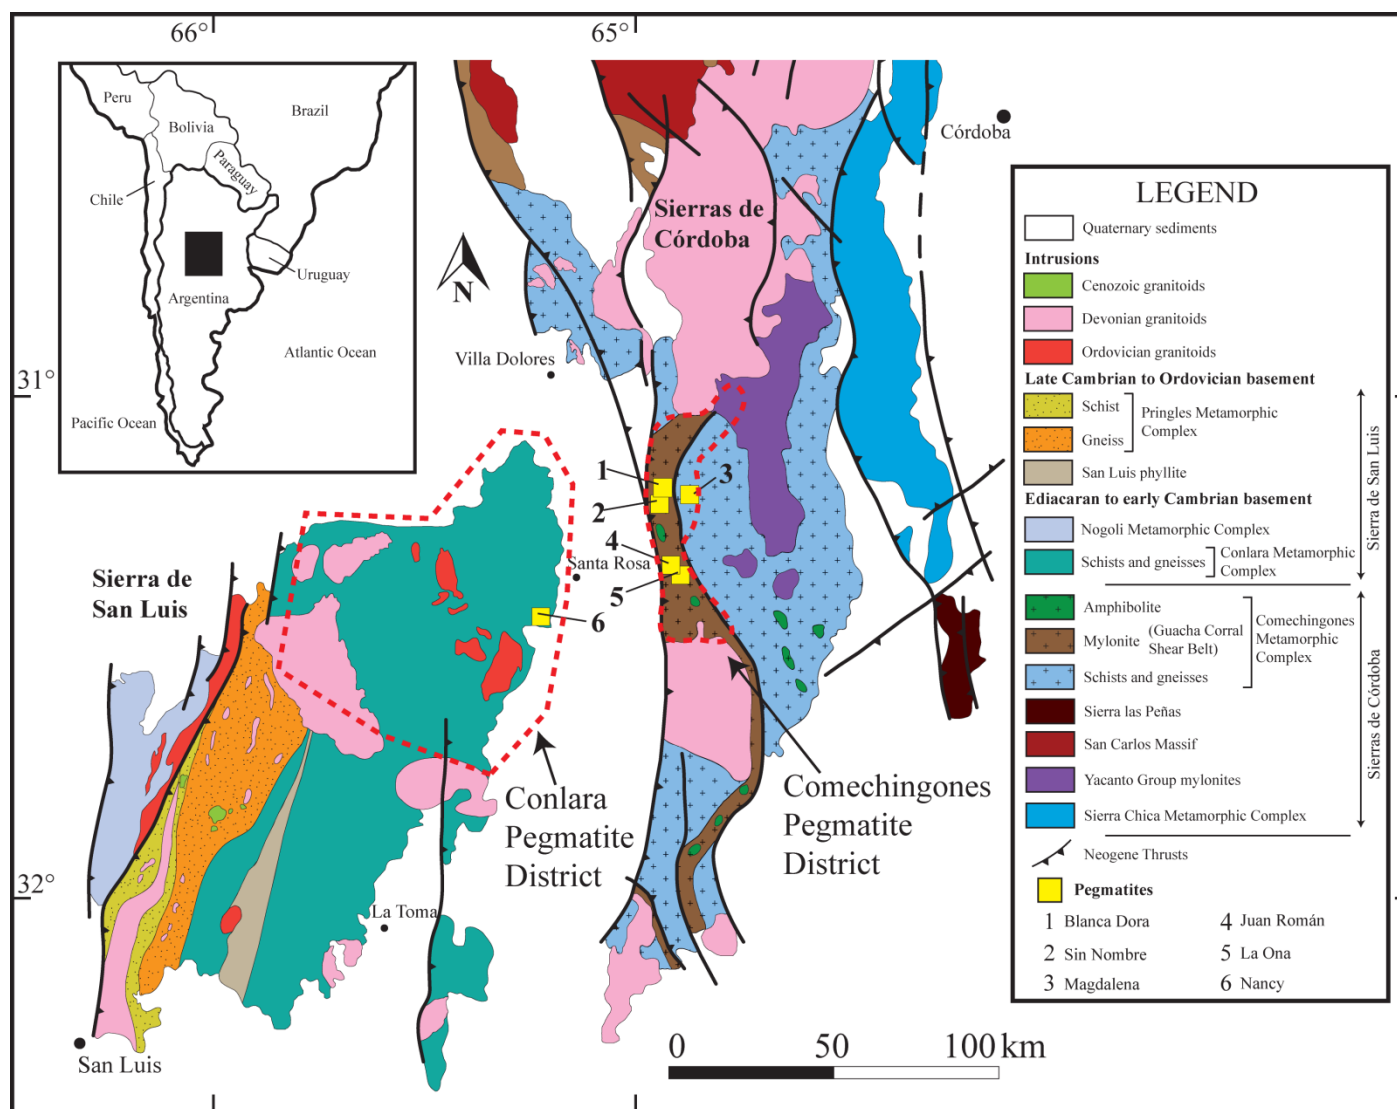 66°
65°
Peru
Bolivia
Brazil
Paraguay
Chile
Uruguay
Argentina
Atlantic Ocean
Pacific Ocean
31°
32°
Córdoba
Sierras de
Córdoba
N
Villa Dolores
1
2
3
4
5
6
Santa Rosa
Sierra de
San Luis
Conlara
Pegmatite
District
Comechingones
Pegmatite
District
La Toma
San Luis
0 50 100 km
LEGEND
Quaternary sediments
Intrusions
Cenozoic granitoids
Devonian granitoids
Ordovician granitoids
Late Cambrian to Ordovician basement
Schist
Gneiss
Pringles Metamorphic
Complex
San Luis phyllite
Ediacaran to early Cambrian basement
Nogoli Metamorphic Complex
Schists and gneisses
Conlara Metamorphic
Complex
Sierra de San Luis
Amphibolite
Mylonite (Guacha Corral
Shear Belt)
Schists and gneisses
Comechingones
Metamorphic
Complex
Sierra las Peñas
San Carlos Massif
Yacanto Group mylonites
Sierra Chica Metamorphic Complex
Sierras de Córdoba
Neogene Thrusts
Pegmatites
1 Blanca Dora
2 Sin Nombre
3 Magdalena
4 Juan Román
5 La Ona
6 Nancy